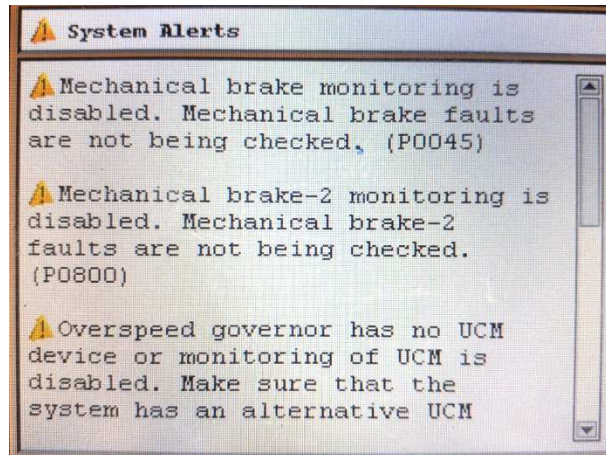 System Alerts
Mechanical brake monitoring is
disabled. Mechanical brake faults
are not being checked. (P0045)
Mechanical brake-2 monitoring is
disabled. Mechanical brake-2
faults are not being checked.
(P0800)
Overspeed governor has no UCM
device or monitoring of UCM is
disabled. Make sure that the
system has an alternative UCM